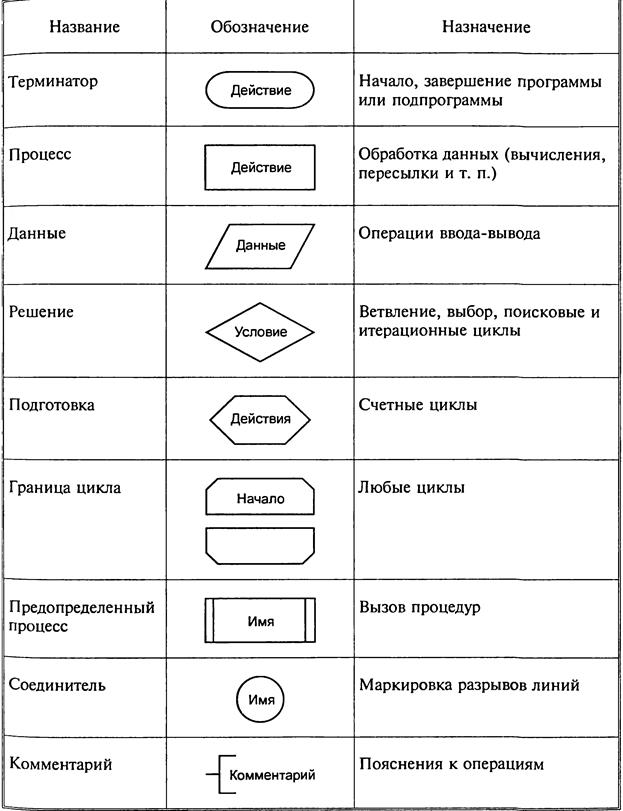 Название Обозначение Назначение
Терминатор
Действие
Начало, завершение программы
или подпрограммы
Процесс
Действие
Обработка данных (вычисления,
пересылки и т. п.)
Данные
Данные
Операции ввода-вывода
Решение
Условие
Ветвление, выбор, поисковые и
итерационные циклы
Подготовка
Действия
Счетные циклы
Граница цикла
Начало
Любые циклы
Предопределенный
процесс
Имя
Вызов процедур
Соединитель
Имя
Маркировка разрывов линий
Комментарий
Комментарий
Пояснения к операциям